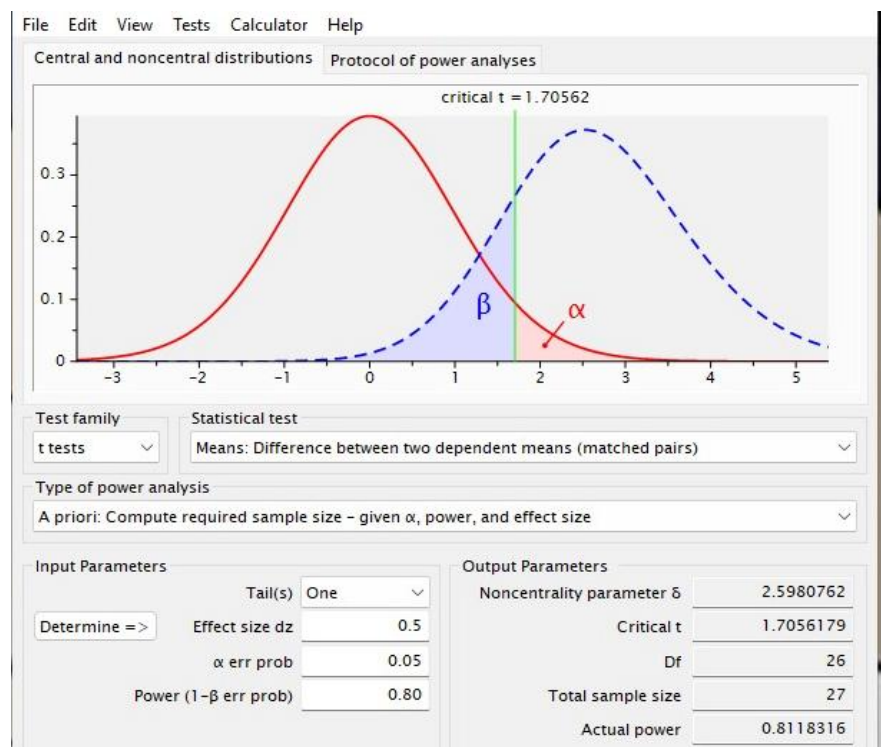 File Edit View Tests Calculator Help
Central and noncentral distributions Protocol of power analyses
critical t = 1.70562
0.3
0.2
0.1
0
β
α
-3 -2 -1 0 1 2 3 4 5
Test family Statistical test
t tests Means: Difference between two dependent means (matched pairs)
Type of power analysis
A priori: Compute required sample size – given α, power, and effect size
Input Parameters Output Parameters
Tail(s) One Noncentrality parameter δ 2.5980762
Determine => Effect size dz 0.5 Critical t 1.7056179
α err prob 0.05 Df 26
Power (1-β err prob) 0.80 Total sample size 27
Actual power 0.8118316